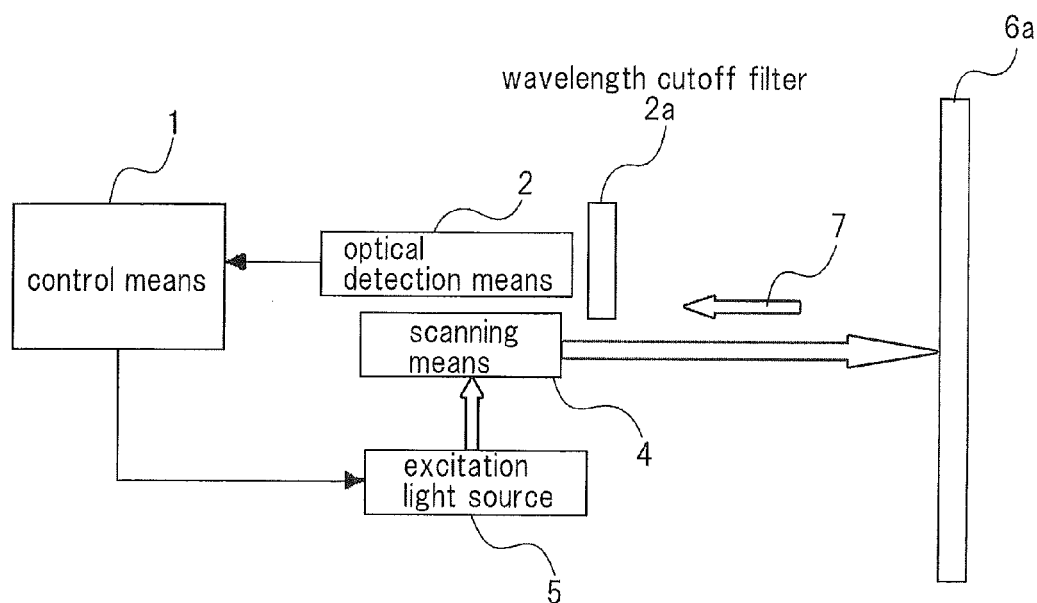 6a
wavelength cutoff filter
2a
1
2
control means
optical
detection means
7
scanning
means
4
excitation
light source
5